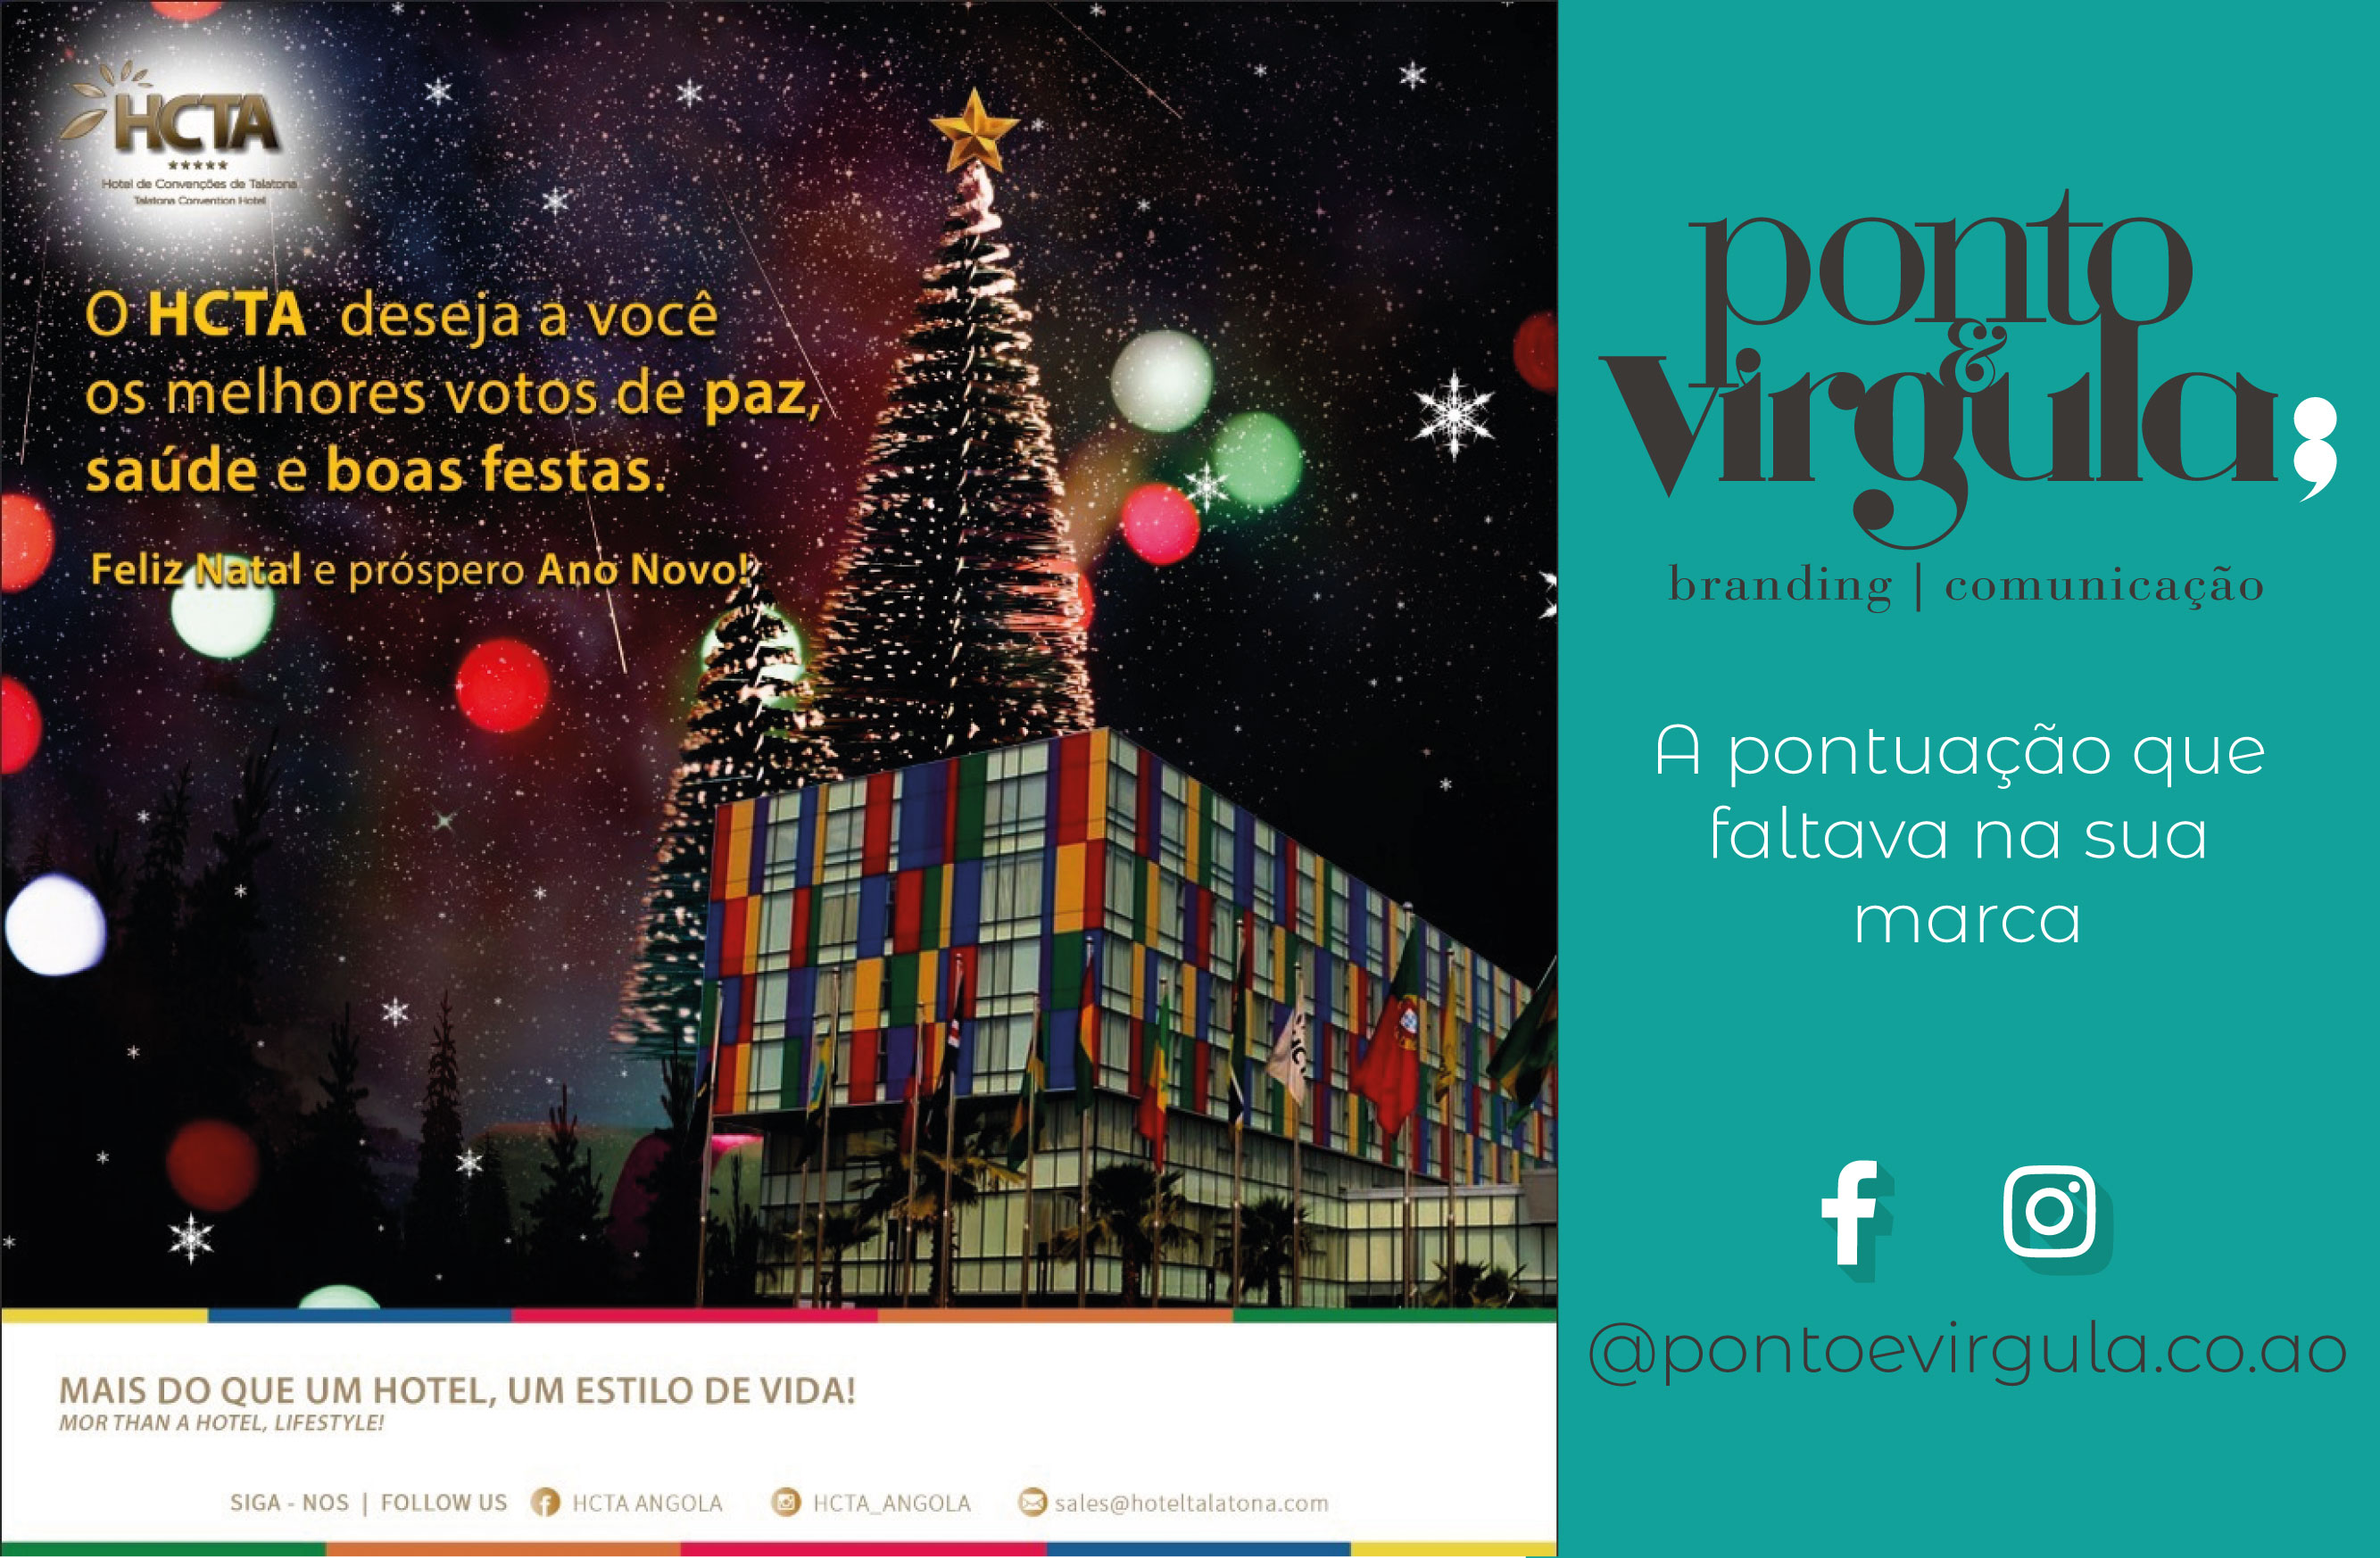 HCTA
Hotel de Convenções de Talatona
Talatona Convention Hotel
O HCTA deseja a você
os melhores votos de paz,
saúde e boas festas.
Feliz Natal e próspero Ano Novo!
MAIS DO QUE UM HOTEL, UM ESTILO DE VIDA!
MOR THAN A HOTEL, LIFESTYLE!
SIGA - NOS | FOLLOW US HCTA ANGOLA HCTA_ANGOLA sales@hoteltalatona.com
ponto
&
virgula;
branding | comunicação
A pontuação que
faltava na sua
marca
@pontoevirgula.co.ao